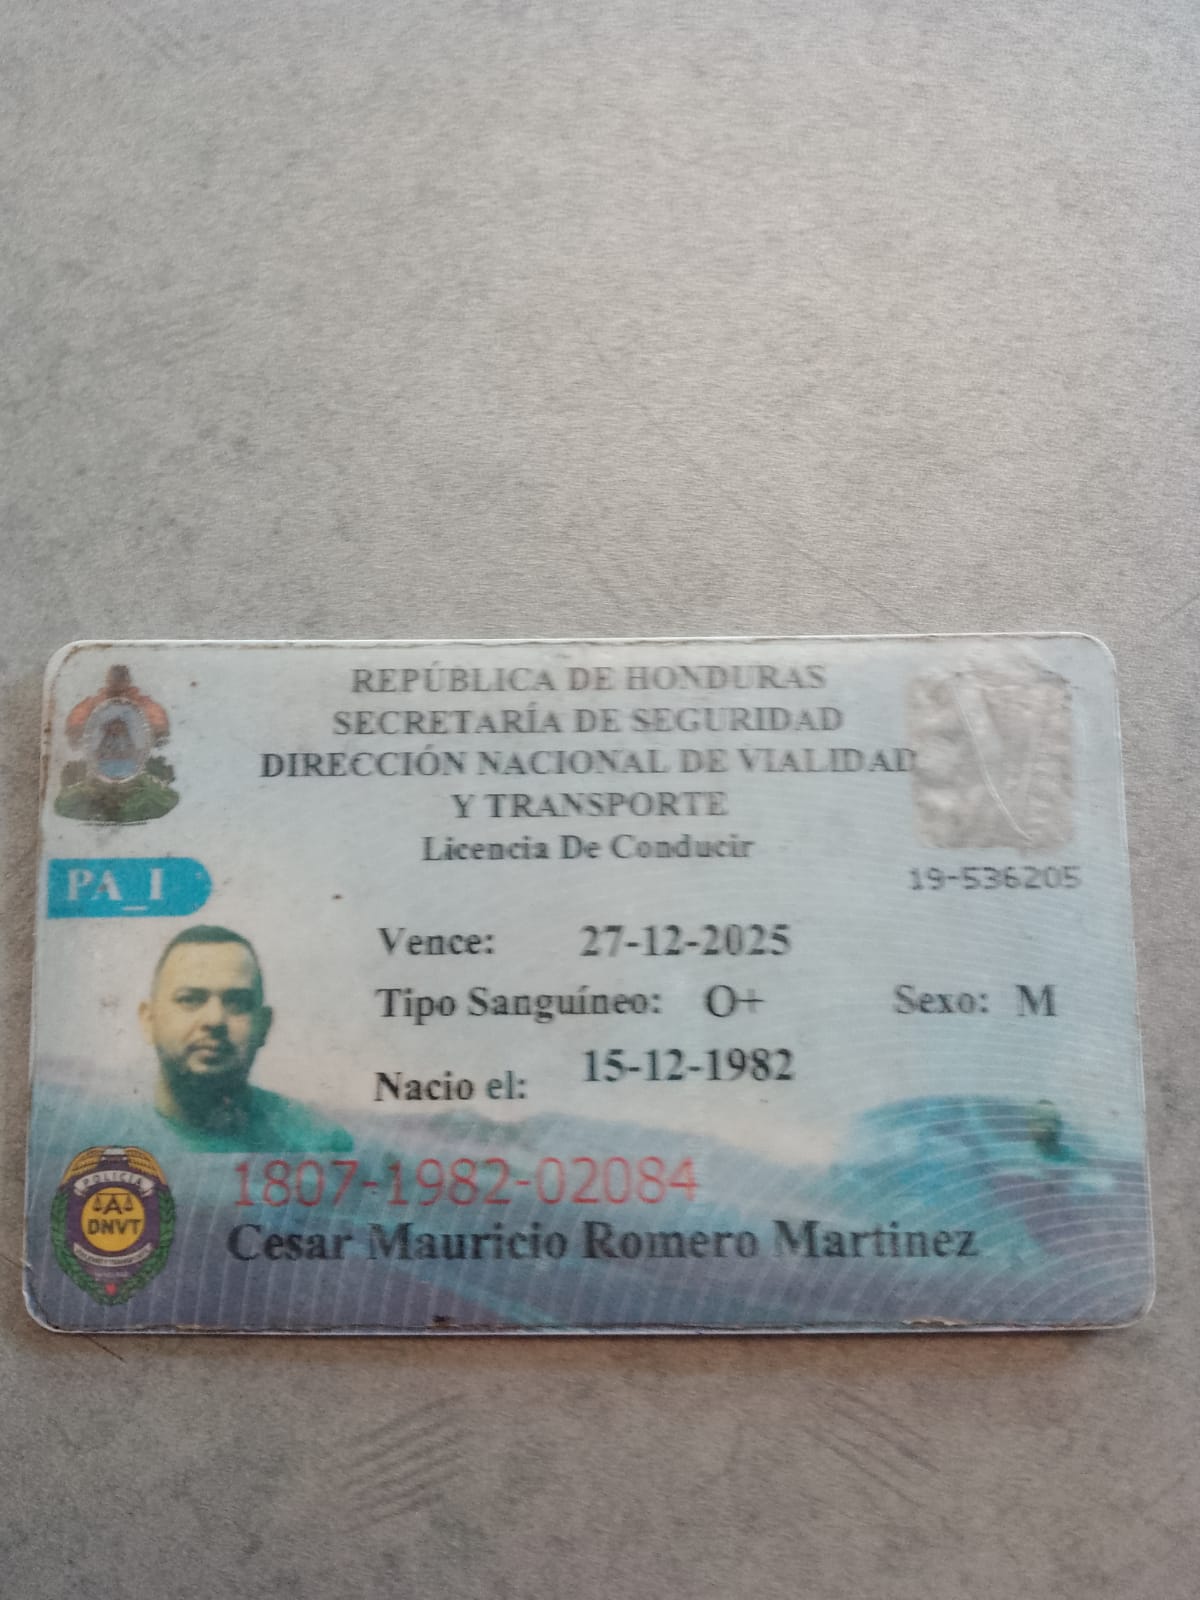 REPÚBLICA DE HONDURAS
SECRETARÍA DE SEGURIDAD
DIRECCIÓN NACIONAL DE VIALIDAD
Y TRANSPORTE
Licencia De Conducir
19-536205
PA_I
Vence: 27-12-2025
Tipo Sanguíneo: O+ Sexo: M
Nacio el: 15-12-1982
1807-1982-02084
Cesar Mauricio Romero Martinez
POLICIA
DNVT